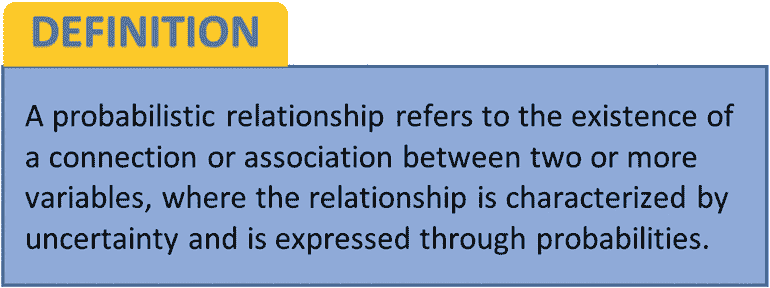 DEFINITION
A probabilistic relationship refers to the existence of
a connection or association between two or more
variables, where the relationship is characterized by
uncertainty and is expressed through probabilities.